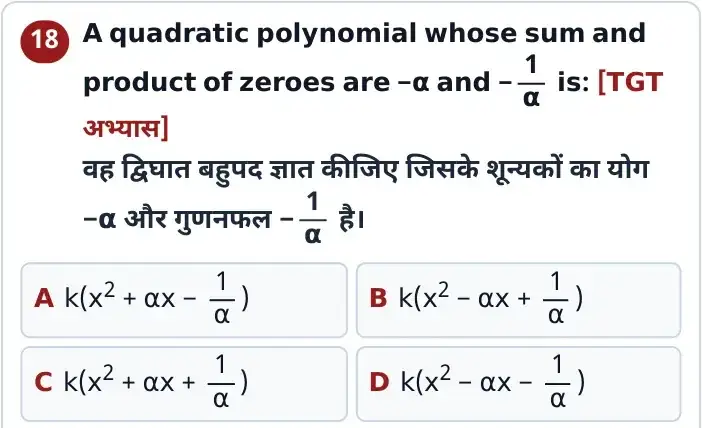 18 A quadratic polynomial whose sum and
product of zeroes are –α and –1/α is: [TGT
अभ्यास]
वह द्विघात बहुपद ज्ञात कीजिए जिसके शून्यकों का योग
–α और गुणनफल –1/α है।
A k(x² + αx – 1/α)
B k(x² – αx + 1/α)
C k(x² + αx + 1/α)
D k(x² – αx – 1/α)